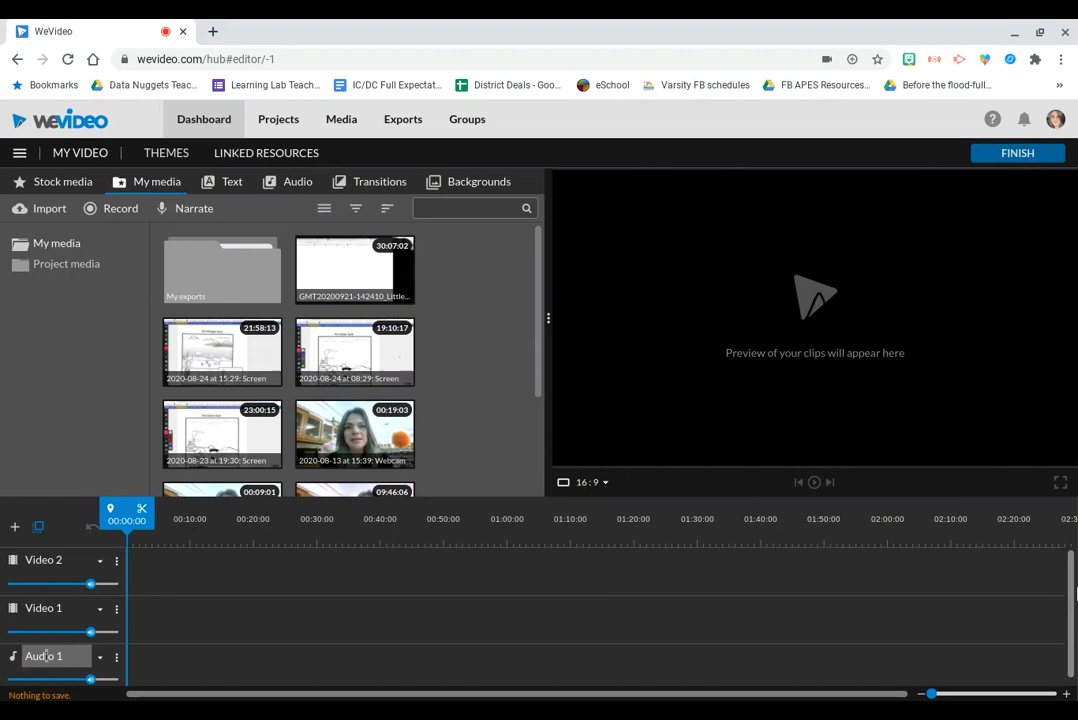 WeVideo
wevideo.com/hub#editor/-1
Bookmarks
Data Nuggets Teac...
Learning Lab Teach...
IC/DC Full Expectat...
District Deals - Goo...
eSchool
Varsity FB schedules
FB APES Resources...
Before the flood-full...
»
wevideo
Dashboard
Projects
Media
Exports
Groups
MY VIDEO
THEMES
LINKED RESOURCES
FINISH
Stock media
My media
Text
Audio
Transitions
Backgrounds
Import
Record
Narrate
My media
Project media
My exports
30:07:02
GMT20200921-142410_Little...
21:58:13
2020-08-24 at 15:29: Screen
19:10:17
2020-08-24 at 08:29: Screen
23:00:15
2020-08-23 at 19:30: Screen
00:19:03
2020-08-13 at 15:39: Webcam
00:09:01
09:46:06
Preview of your clips will appear here
16:9
00:00:00
00:10:00
00:20:00
00:30:00
00:40:00
00:50:00
01:00:00
01:10:00
01:20:00
01:30:00
01:40:00
01:50:00
02:00:00
02:10:00
02:20:00
02:3
Video 2
Video 1
Audio 1
Nothing to save.